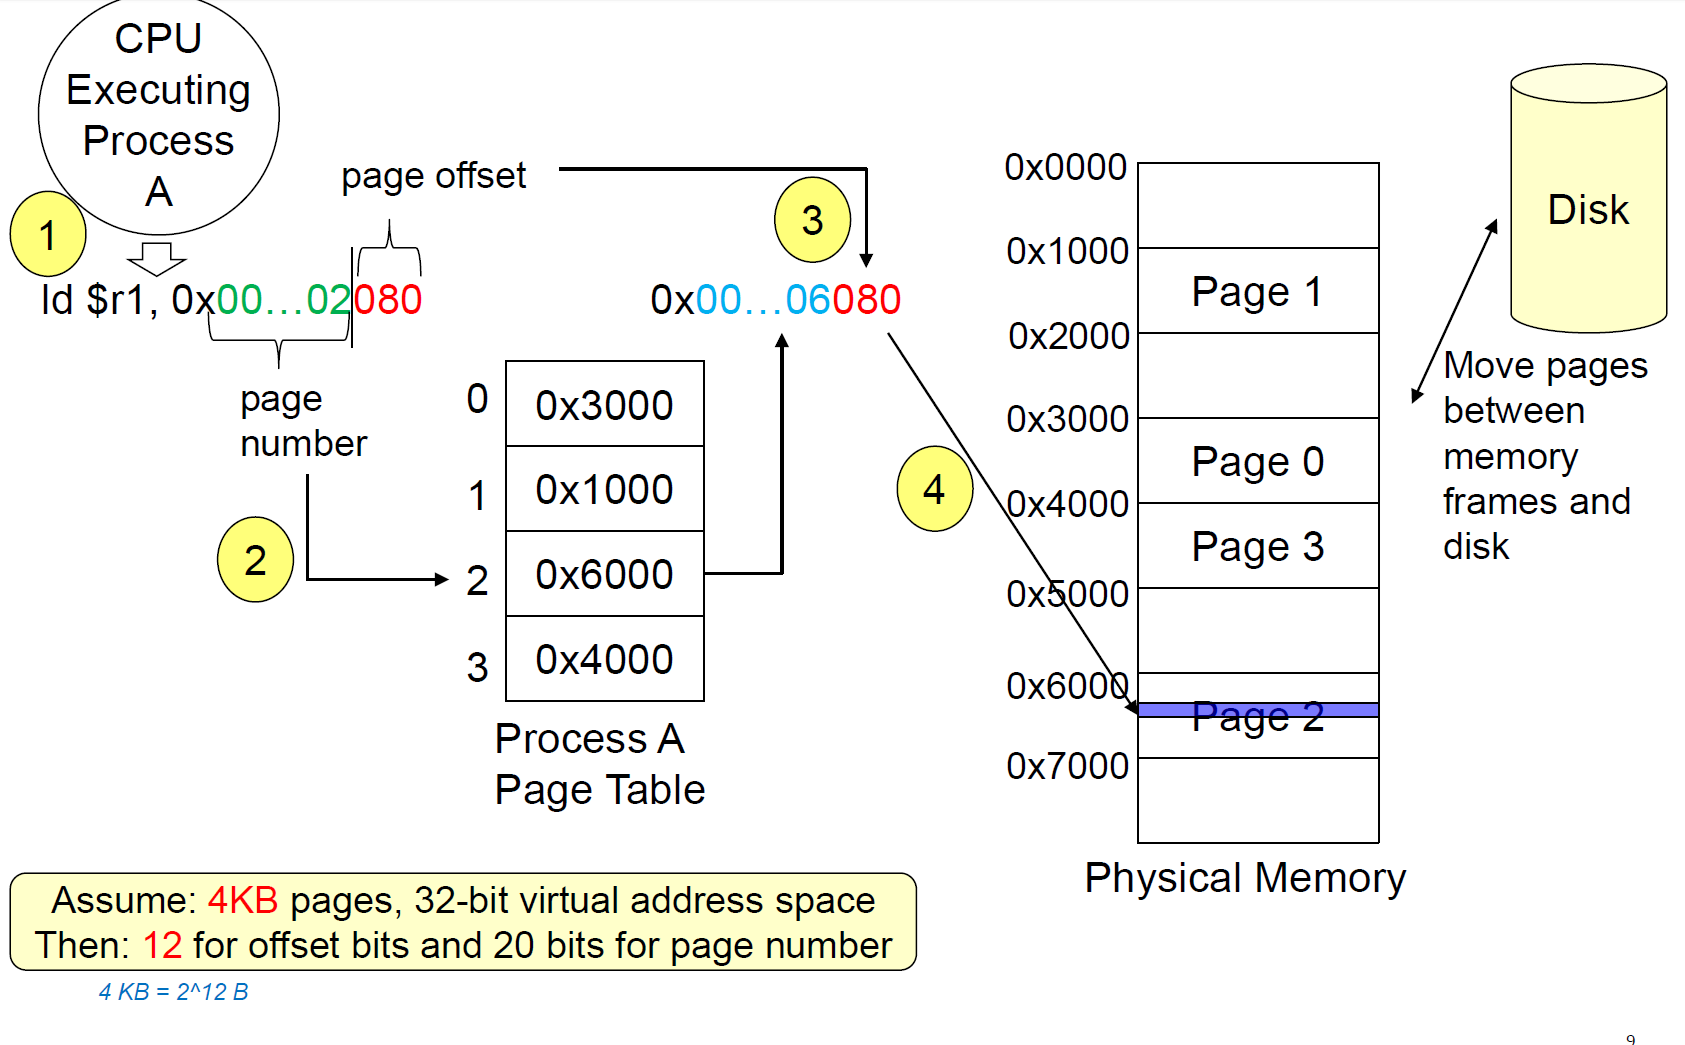 CPU
Executing
Process
A
1
page offset
3
ld $r1, 0x00...02080
0x00...06080
page
number
2
0 0x3000
1 0x1000
2 0x6000
3 0x4000
Process A
Page Table
4
0x0000
0x1000
Page 1
0x2000
0x3000
Page 0
0x4000
Page 3
0x5000
0x6000
Page 2
0x7000
Physical Memory
Disk
Move pages
between
memory
frames and
disk
Assume: 4KB pages, 32-bit virtual address space
Then: 12 for offset bits and 20 bits for page number
4 KB = 2^12 B
9